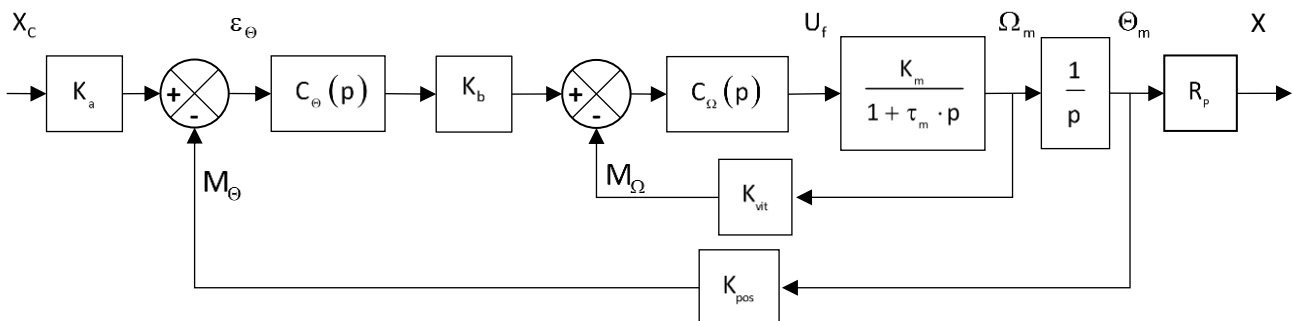 X_C ε_Θ U_f Ω_m Θ_m X
K_a + - C_Θ(p) K_b + - C_Ω(p) K_m / (1 + τ_m · p) 1 / p R_P
M_Θ M_Ω K_vit
K_pos